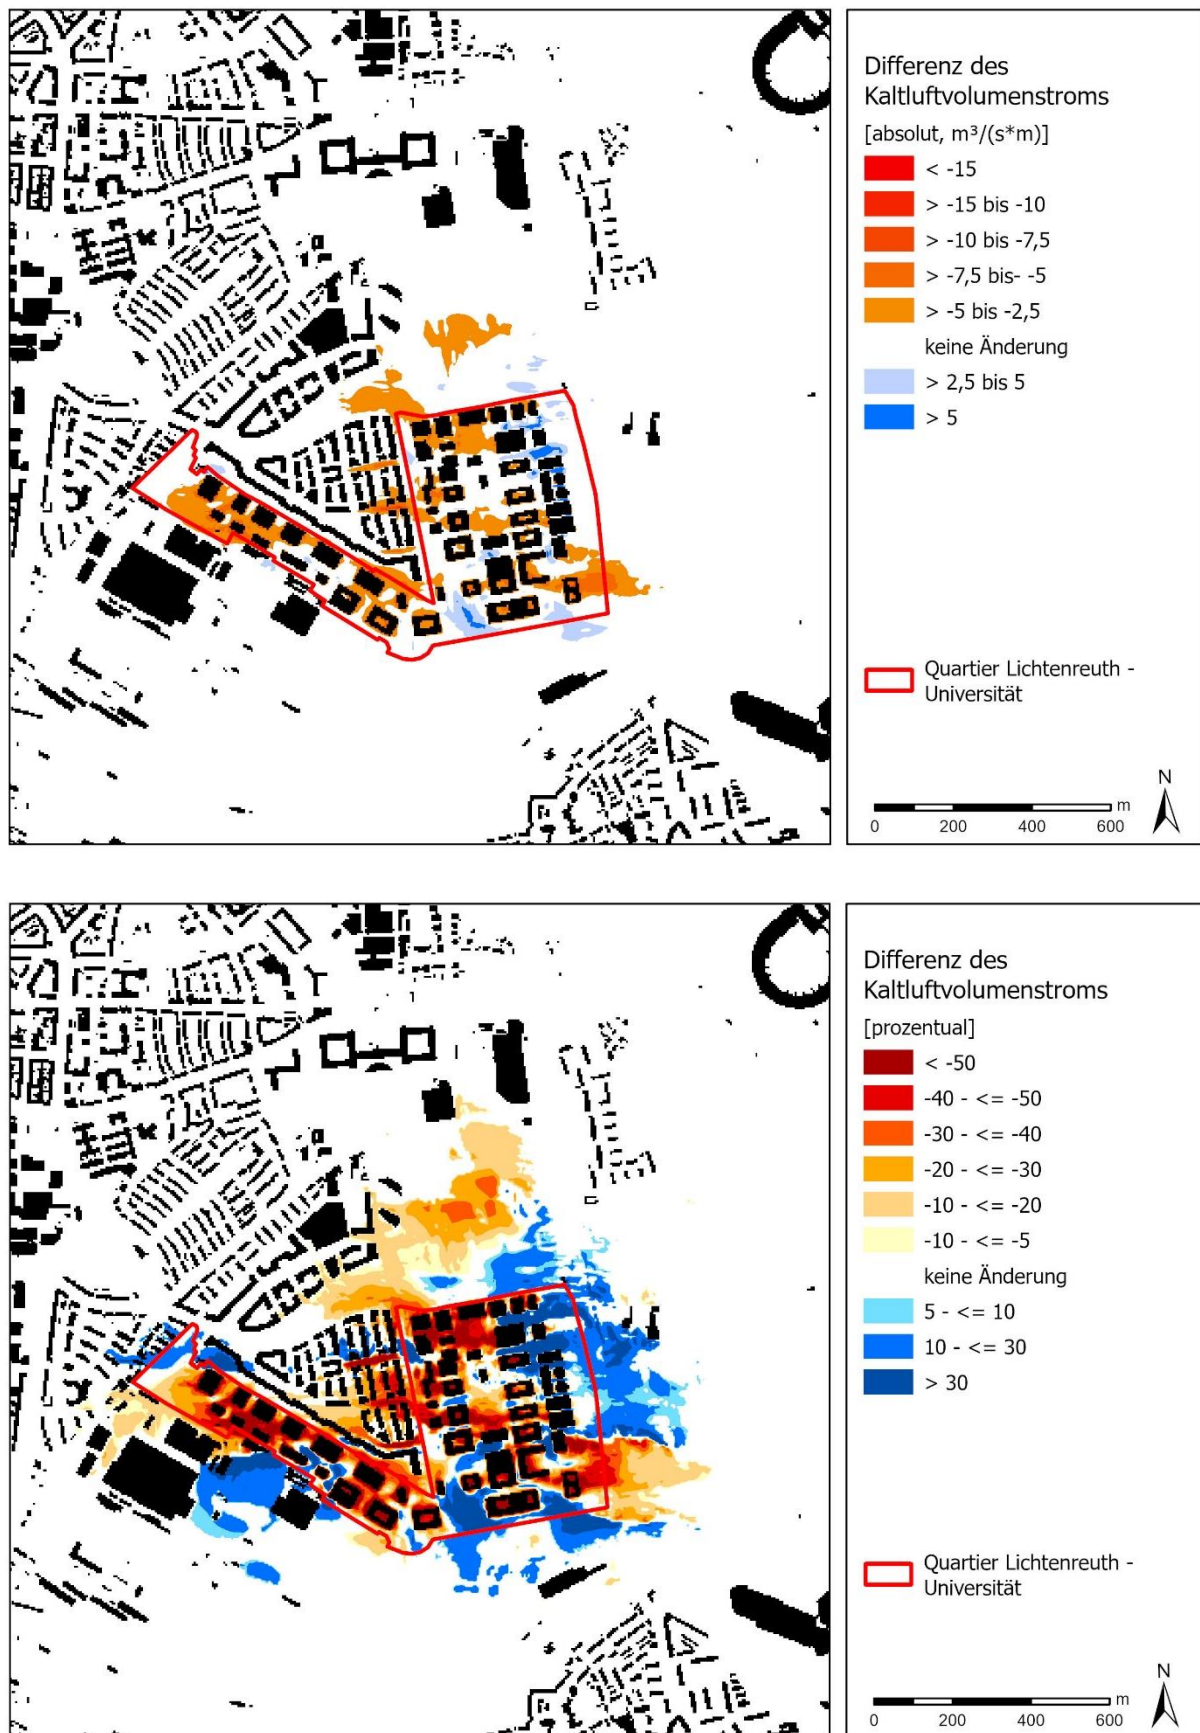 Differenz des
Kaltluftvolumenstroms
[absolut, m³/(s*m)]
< -15
> -15 bis -10
> -10 bis -7,5
> -7,5 bis- -5
> -5 bis -2,5
keine Änderung
> 2,5 bis 5
> 5
Quartier Lichtenreuth -
Universität
N
m
0 200 400 600
Differenz des
Kaltluftvolumenstroms
[prozentual]
< -50
-40 - <= -50
-30 - <= -40
-20 - <= -30
-10 - <= -20
-10 - <= -5
keine Änderung
5 - <= 10
10 - <= 30
> 30
Quartier Lichtenreuth -
Universität
N
m
0 200 400 600